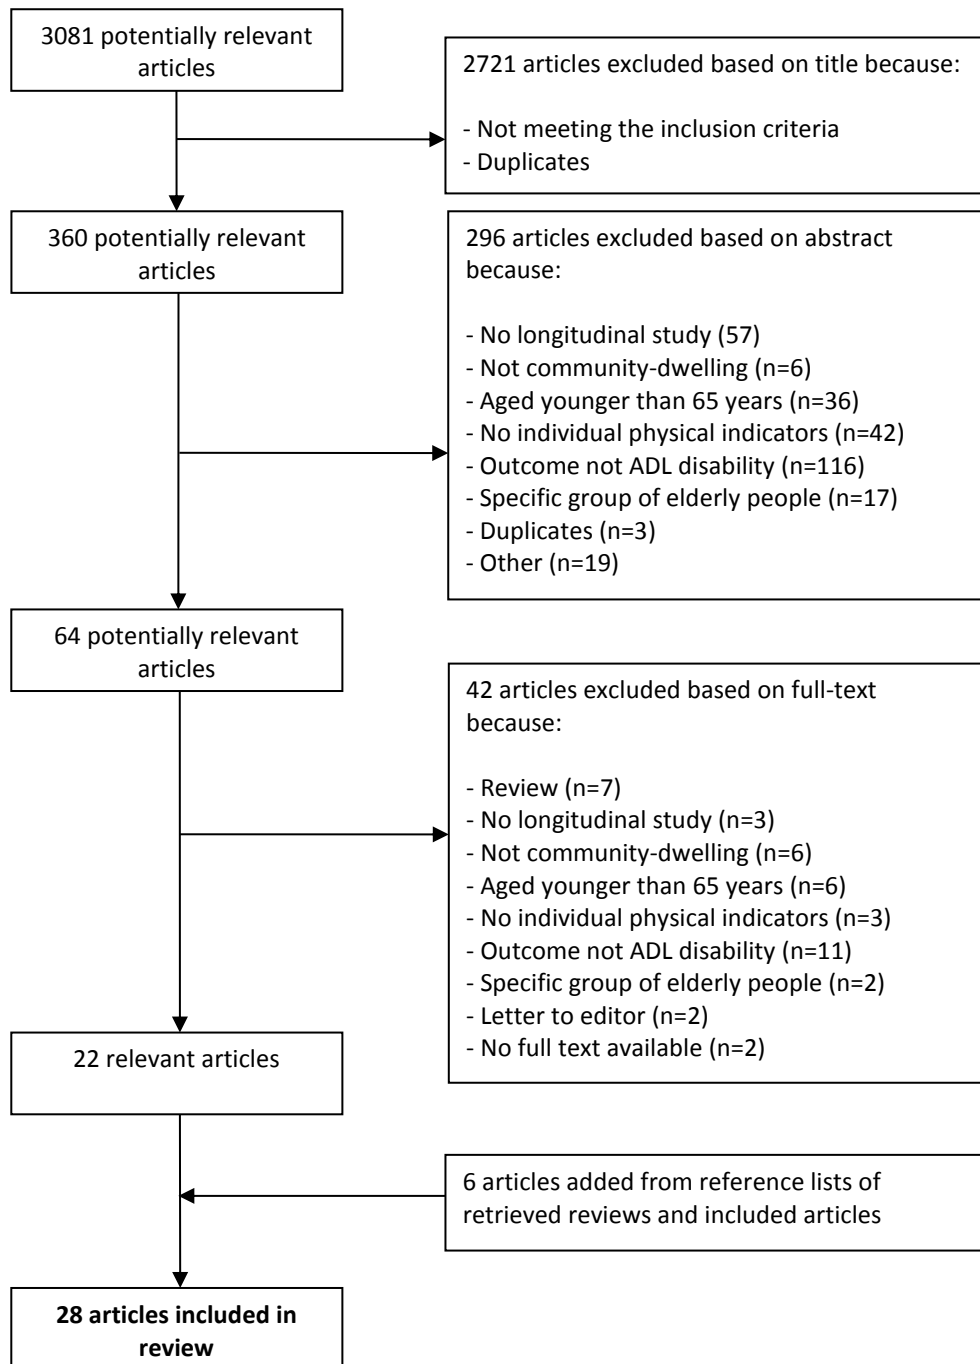 3081 potentially relevant
articles
2721 articles excluded based on title because:
- Not meeting the inclusion criteria
- Duplicates
360 potentially relevant
articles
296 articles excluded based on abstract
because:
- No longitudinal study (57)
- Not community-dwelling (n=6)
- Aged younger than 65 years (n=36)
- No individual physical indicators (n=42)
- Outcome not ADL disability (n=116)
- Specific group of elderly people (n=17)
- Duplicates (n=3)
- Other (n=19)
64 potentially relevant
articles
42 articles excluded based on full-text
because:
- Review (n=7)
- No longitudinal study (n=3)
- Not community-dwelling (n=6)
- Aged younger than 65 years (n=6)
- No individual physical indicators (n=3)
- Outcome not ADL disability (n=11)
- Specific group of elderly people (n=2)
- Letter to editor (n=2)
- No full text available (n=2)
22 relevant articles
6 articles added from reference lists of
retrieved reviews and included articles
28 articles included in
review